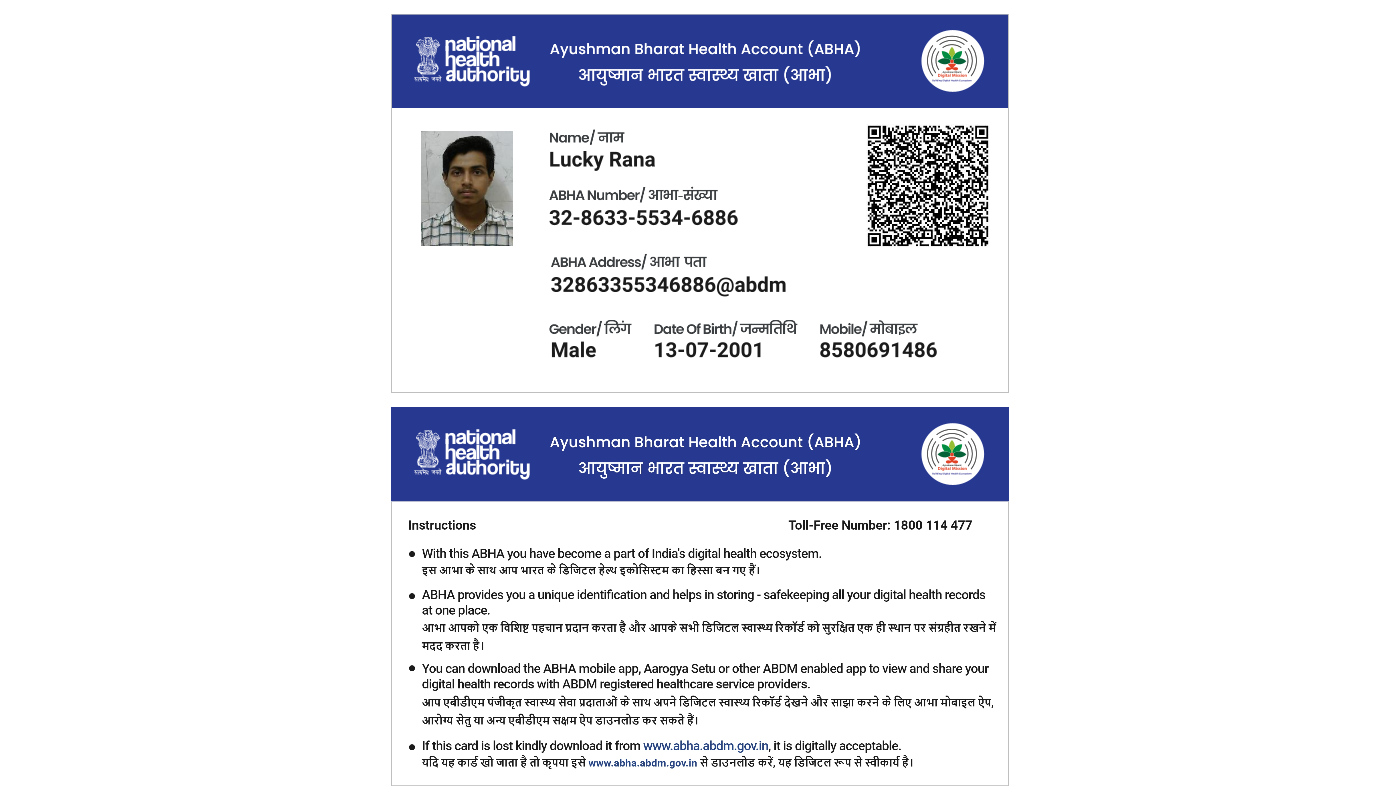 national
health
authority
सत्यमेव जयते
Ayushman Bharat Health Account (ABHA)
आयुष्मान भारत स्वास्थ्य खाता (आभा)
Digital Mission
Name/ नाम
Lucky Rana
ABHA Number/ आभा-संख्या
32-8633-5534-6886
ABHA Address/ आभा पता
32863355346886@abdm
Gender/ लिंग Date Of Birth/ जन्मतिथि Mobile/ मोबाइल
Male 13-07-2001 8580691486
national
health
authority
सत्यमेव जयते
Ayushman Bharat Health Account (ABHA)
आयुष्मान भारत स्वास्थ्य खाता (आभा)
Digital Mission
Instructions Toll-Free Number: 1800 114 477
With this ABHA you have become a part of India's digital health ecosystem.
इस आभा के साथ आप भारत के डिजिटल हेल्थ इकोसिस्टम का हिस्सा बन गए हैं।
ABHA provides you a unique identification and helps in storing - safekeeping all your digital health records
at one place.
आभा आपको एक विशिष्ट पहचान प्रदान करता है और आपके सभी डिजिटल स्वास्थ्य रिकॉर्ड को सुरक्षित एक ही स्थान पर संग्रहीत रखने में
मदद करता है।
You can download the ABHA mobile app, Aarogya Setu or other ABDM enabled app to view and share your
digital health records with ABDM registered healthcare service providers.
आप एबीडीएम पंजीकृत स्वास्थ्य सेवा प्रदाताओं के साथ अपने डिजिटल स्वास्थ्य रिकॉर्ड देखने और साझा करने के लिए आभा मोबाइल ऐप,
आरोग्य सेतु या अन्य एबीडीएम सक्षम ऐप डाउनलोड कर सकते हैं।
If this card is lost kindly download it from www.abha.abdm.gov.in, it is digitally acceptable.
यदि यह कार्ड खो जाता है तो कृपया इसे www.abha.abdm.gov.in से डाउनलोड करें, यह डिजिटल रूप से स्वीकार्य है।